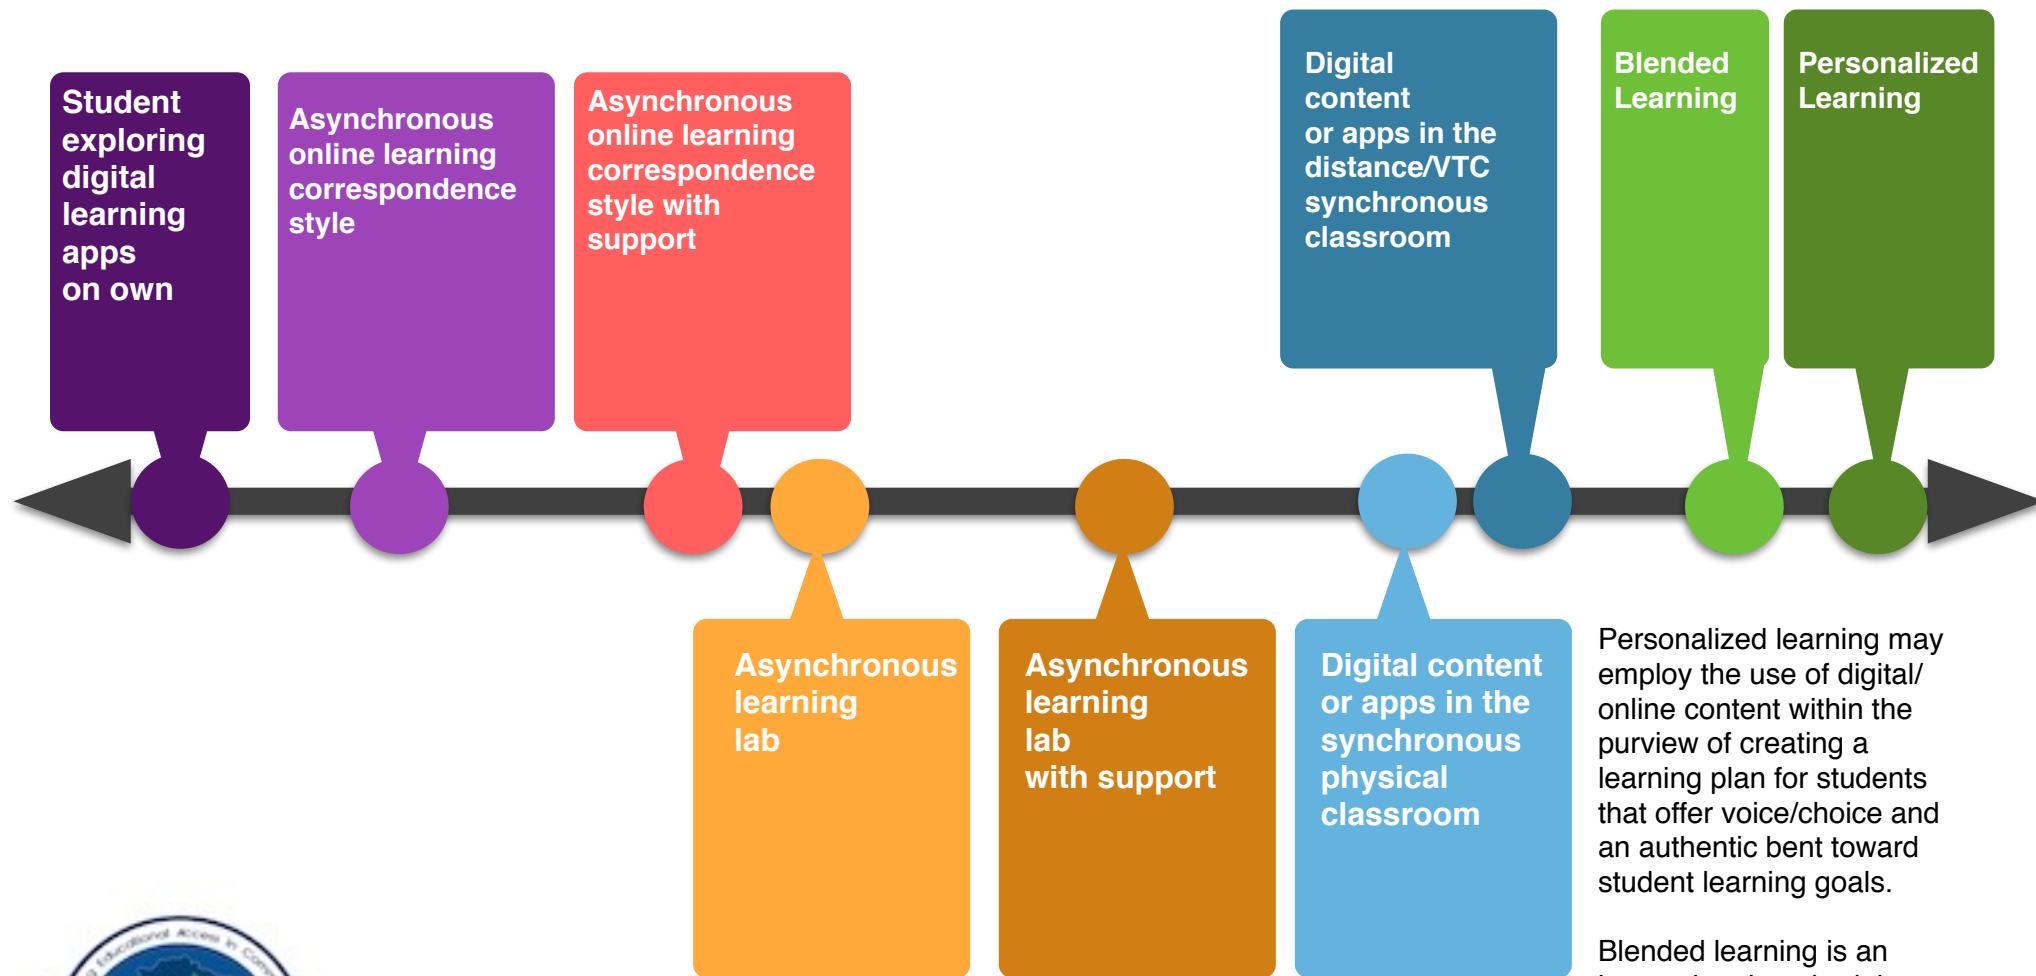 Student
exploring
digital
learning
apps
on own
Asynchronous
online learning
correspondence
style
Asynchronous
online learning
correspondence
style with
support
Digital
content
or apps in the
distance/VTC
synchronous
classroom
Blended
Learning
Personalized
Learning
Asynchronous
learning
lab
Asynchronous
learning
lab
with support
Digital content
or apps in the
synchronous
physical
classroom
Personalized learning may
employ the use of digital/
online content within the
purview of creating a
learning plan for students
that offer voice/choice and
an authentic bent toward
student learning goals.
Blended learning is an
Educational Access in